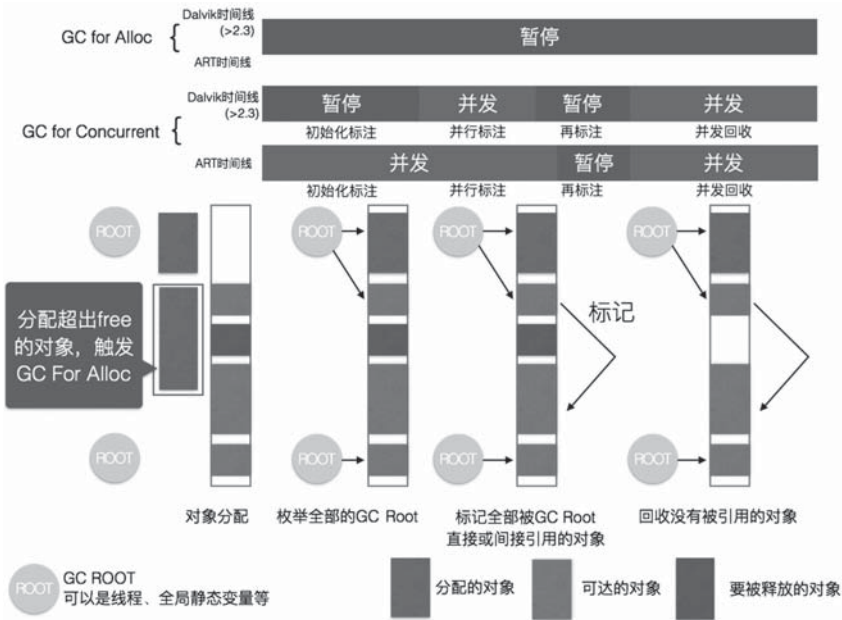 GC for Alloc {
Dalvik时间线
(>2.3)
暂停
ART时间线
GC for Concurrent {
Dalvik时间线
(>2.3)
暂停 并发 暂停 并发
初始化标注 并行标注 再标注 并发回收
ART时间线
并发 暂停 并发
初始化标注 并行标注 再标注 并发回收
ROOT ROOT ROOT ROOT
分配超出free
的对象，触发
GC For Alloc
标记
ROOT ROOT ROOT ROOT
对象分配 枚举全部的GC Root 标记全部被GC Root 回收没有被引用的对象
直接或间接引用的对象
ROOT
GC ROOT
可以是线程、全局静态变量等
分配的对象 可达的对象 要被释放的对象